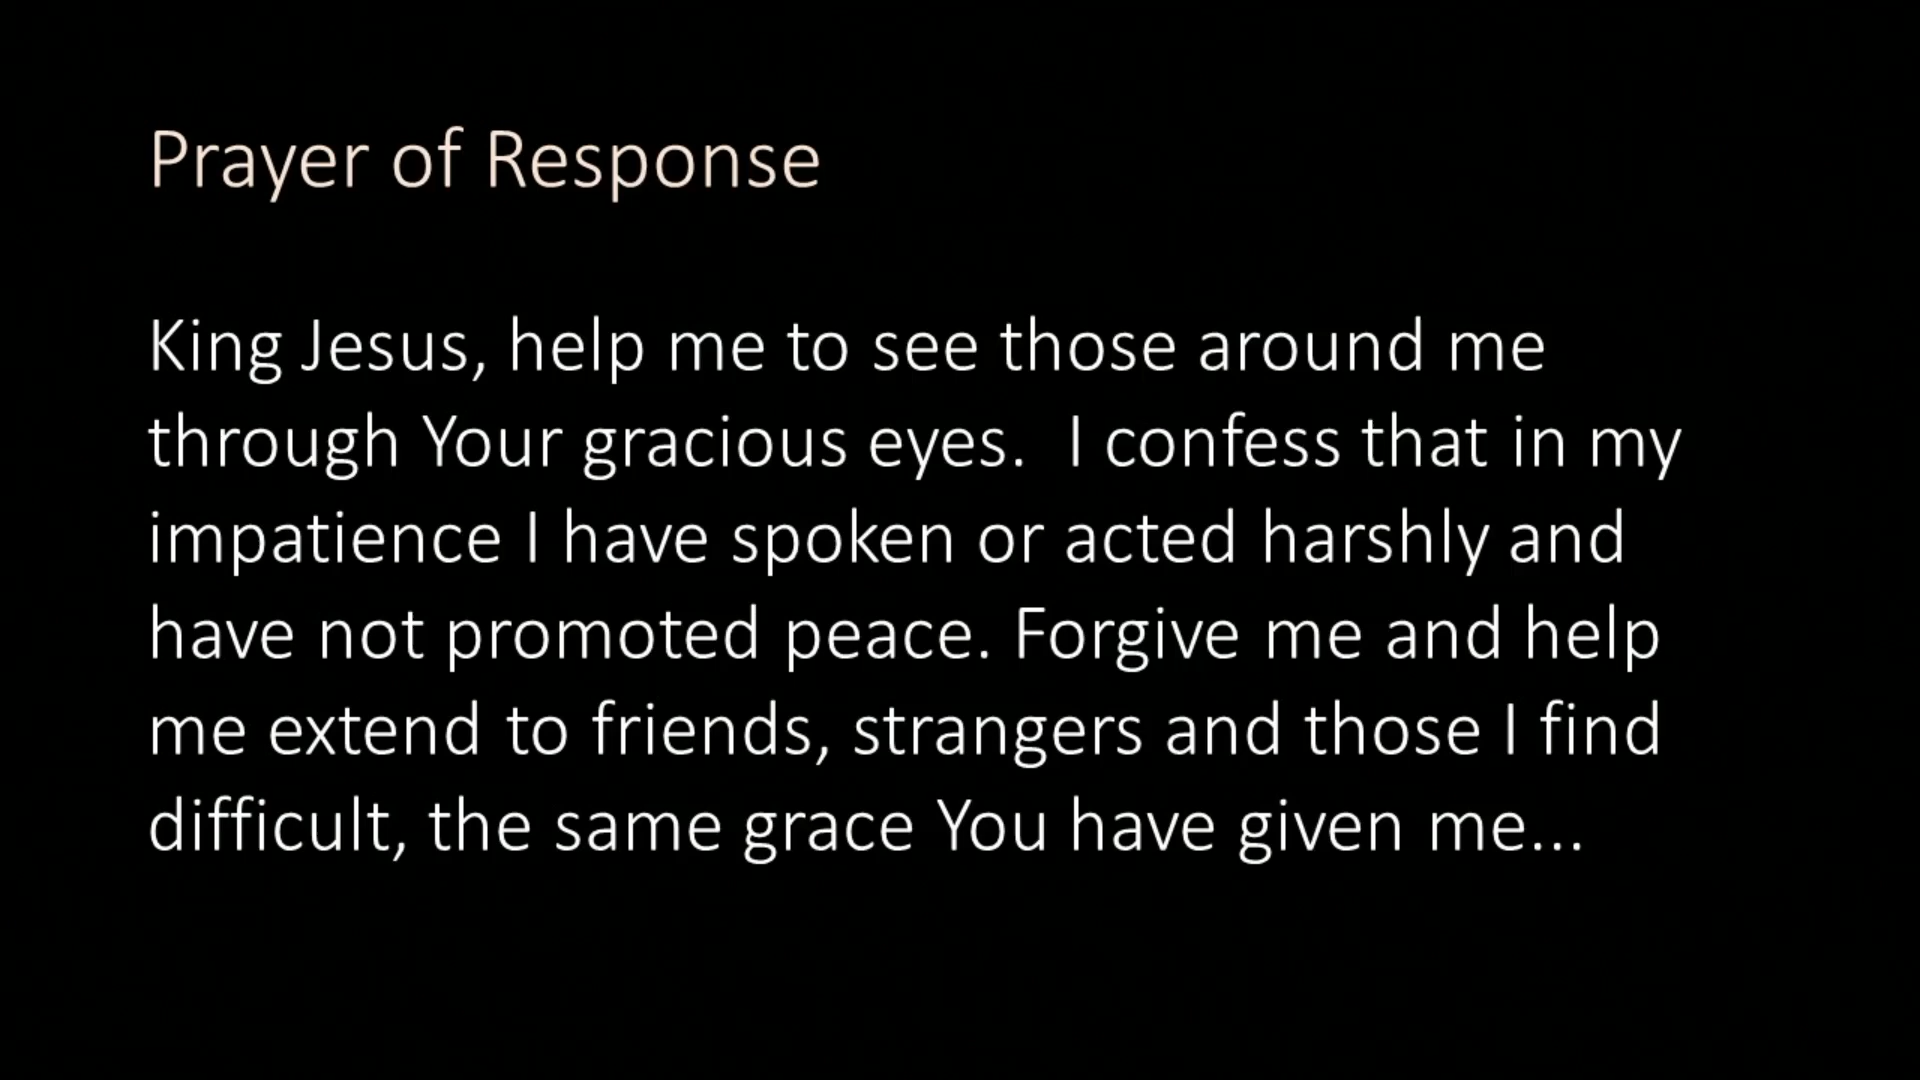 Prayer of Response
King Jesus, help me to see those around me
through Your gracious eyes.  I confess that in my
impatience I have spoken or acted harshly and
have not promoted peace. Forgive me and help
me extend to friends, strangers and those I find
difficult, the same grace You have given me...